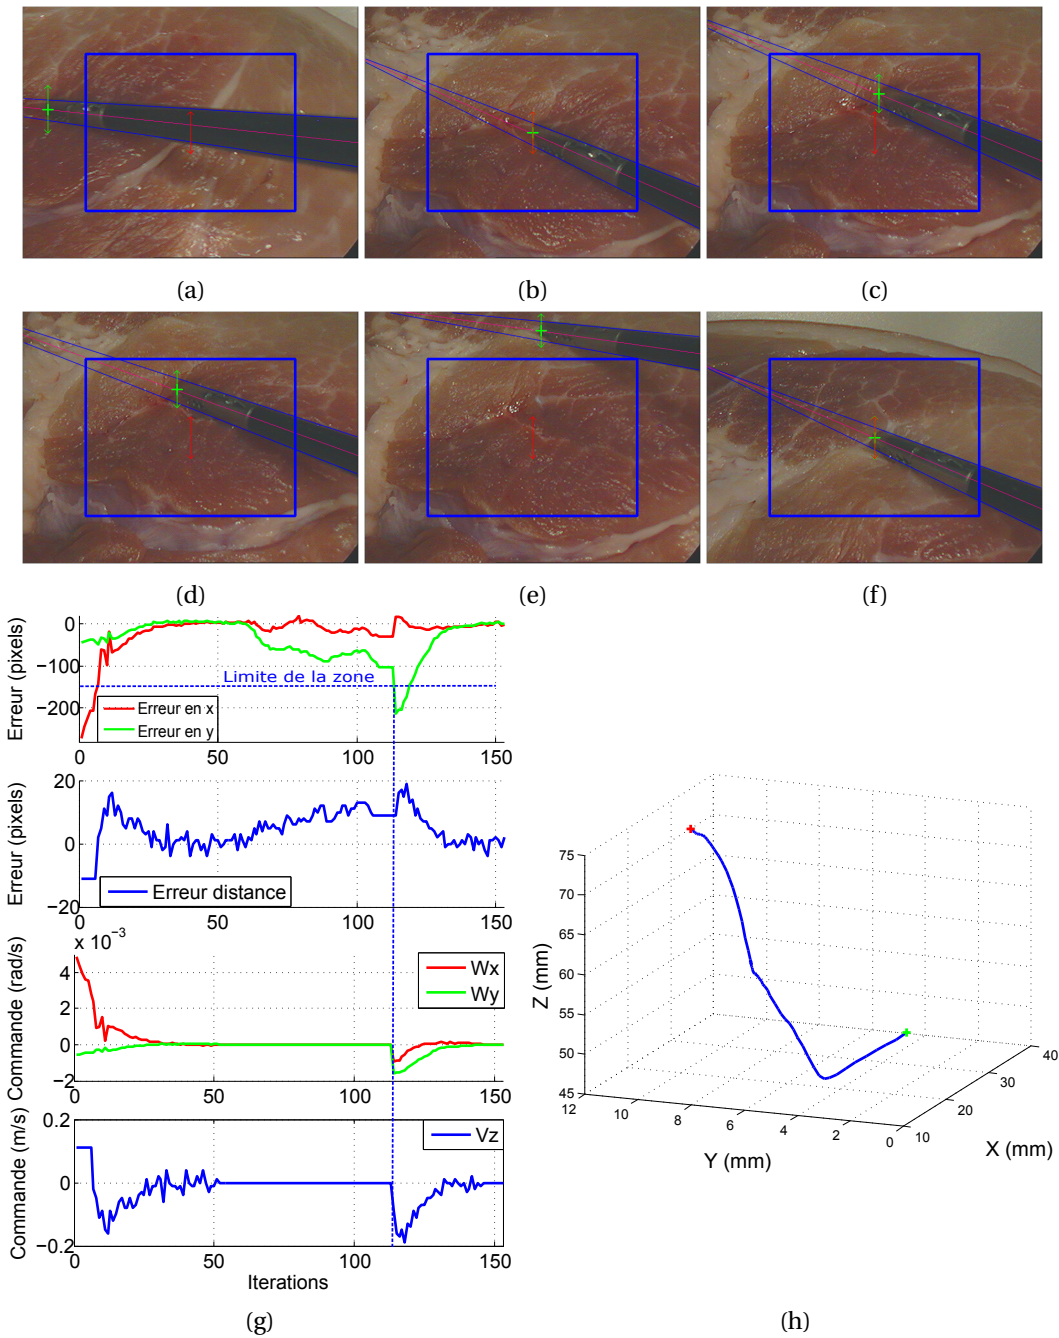 (a)
(b)
(c)
(d)
(e)
(f)
Erreur (pixels)
0
−100
−200
Limite de la zone
Erreur en x
Erreur en y
0
50
100
150
Erreur (pixels)
20
0
−20
Erreur distance
0
50
100
150
Commande (rad/s)
x 10⁻³
4
2
0
−2
Wx
Wy
0
50
100
150
Commande (m/s)
0.2
0
−0.2
Vz
0
50
100
150
Iterations
(g)
Z (mm)
75
70
65
60
55
50
45
12
10
8
6
4
2
0
Y (mm)
10
20
30
40
X (mm)
(h)